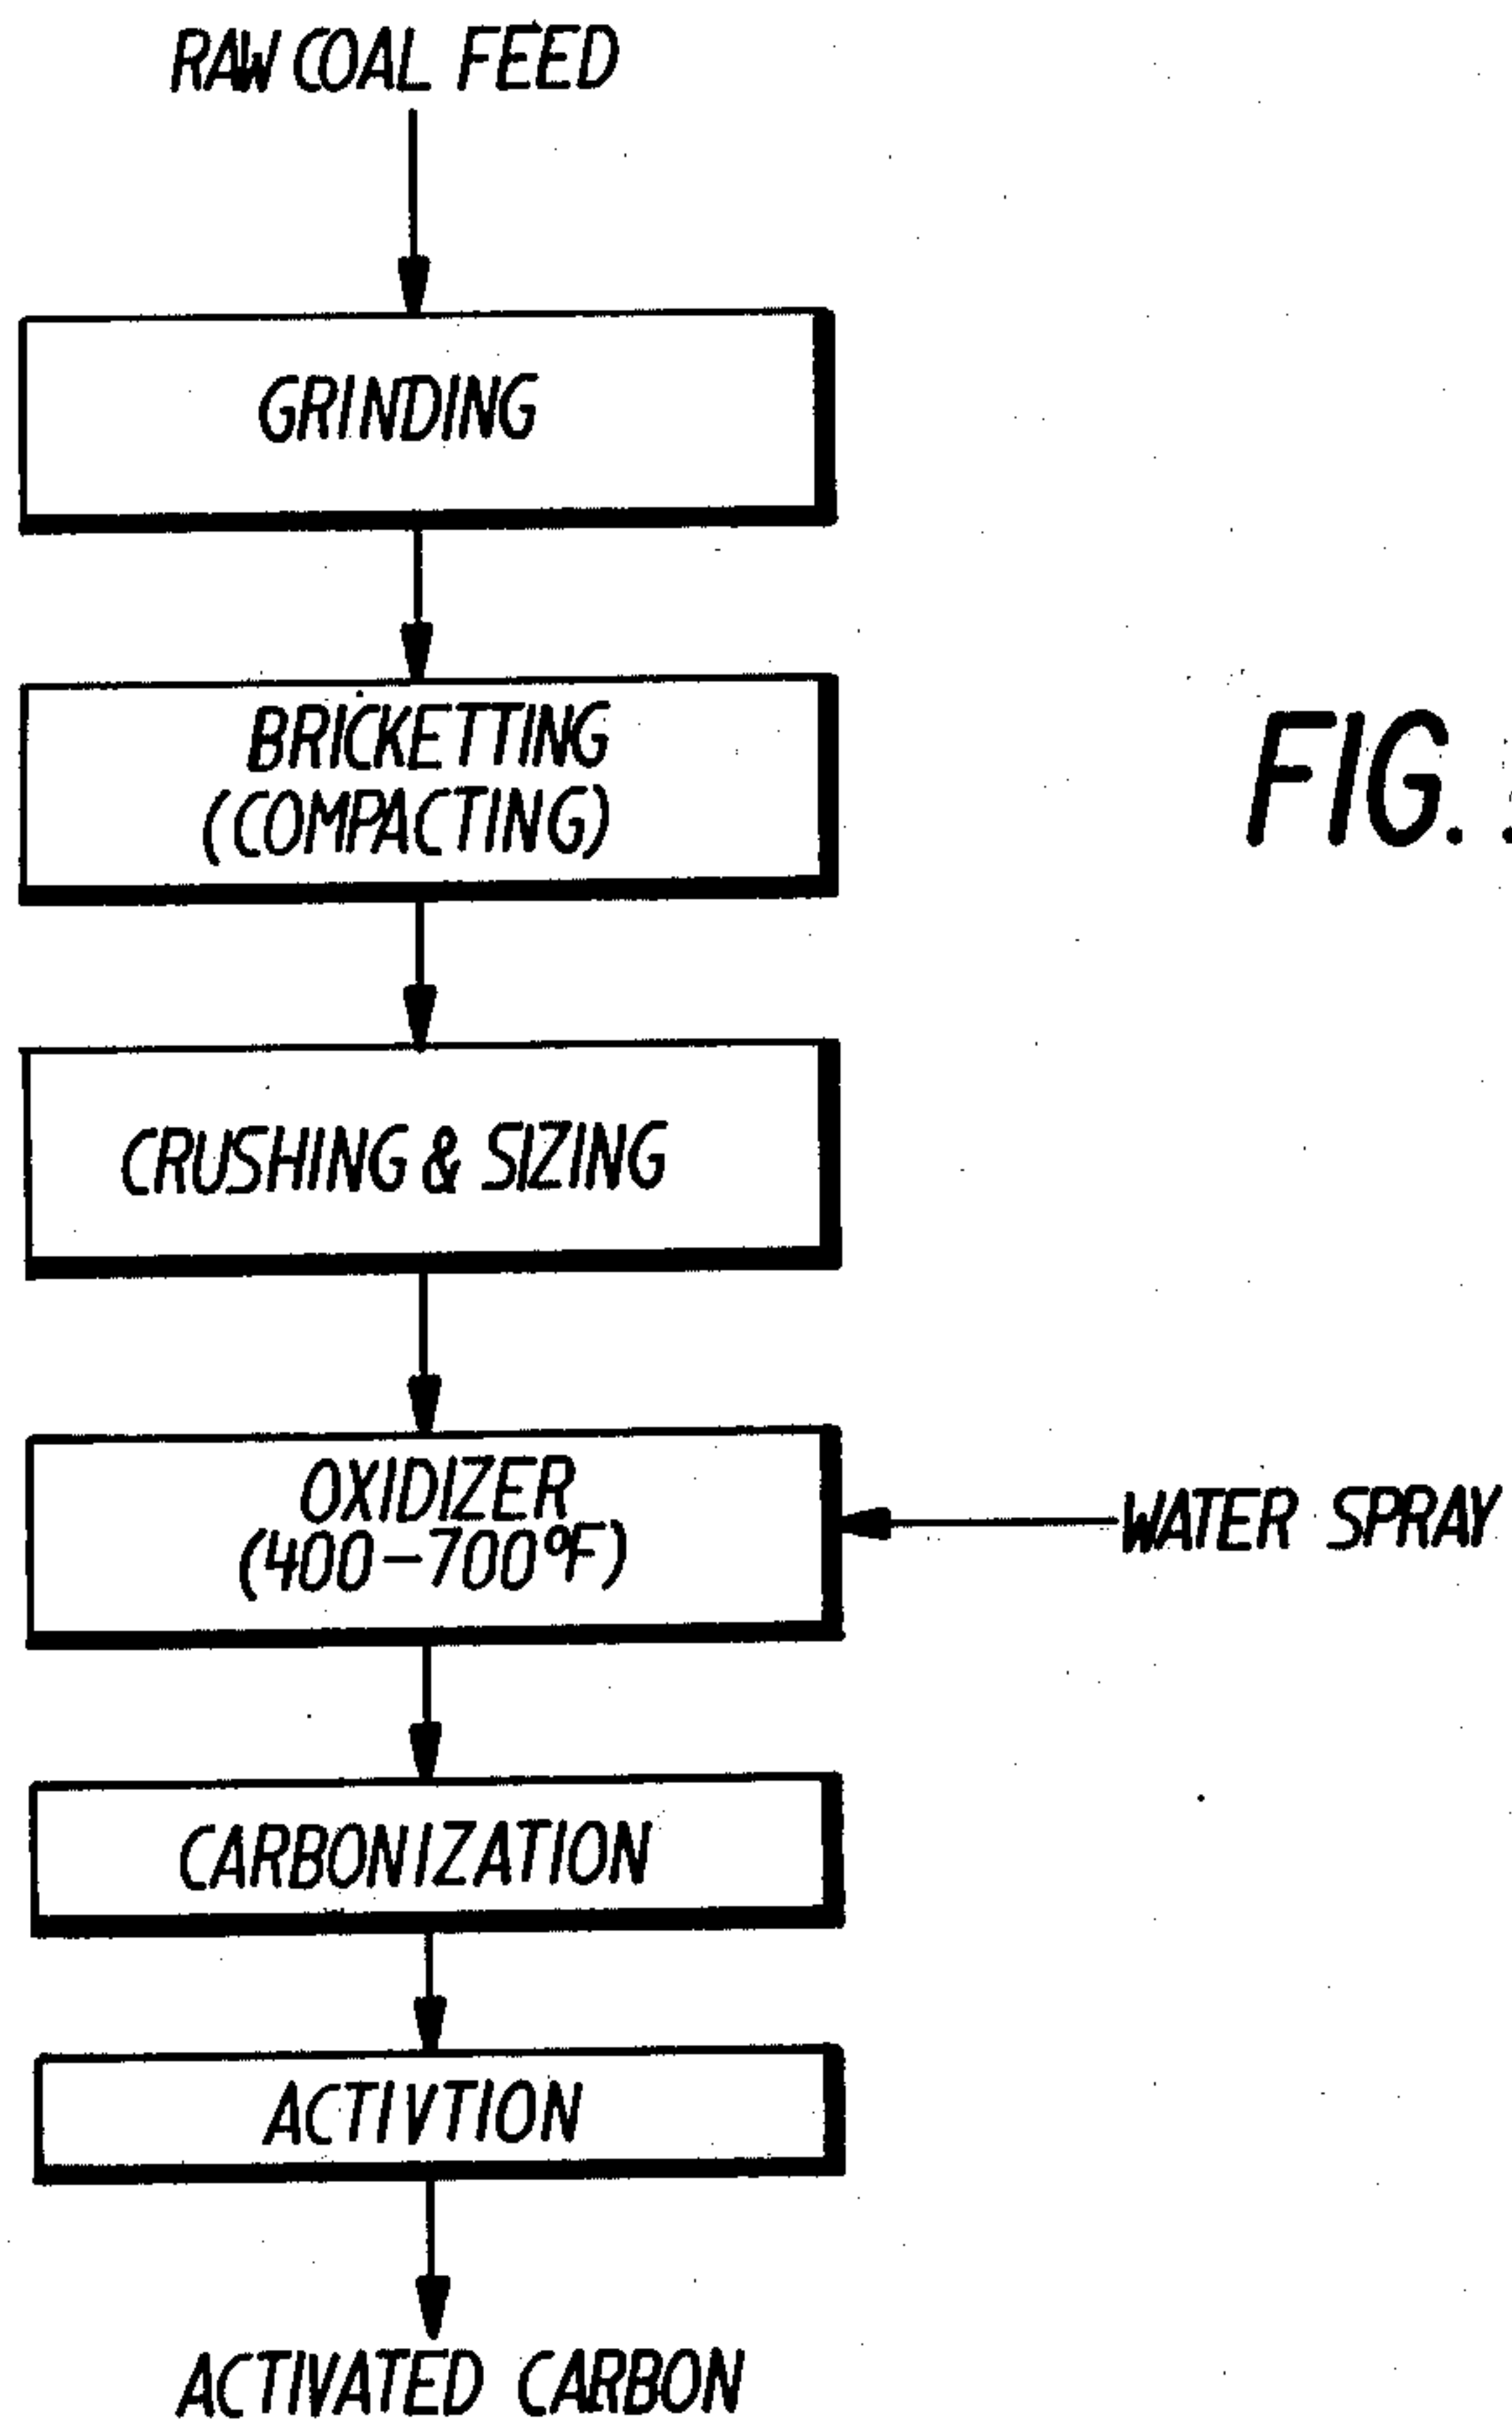 RAW COAL FEED
GRINDING
BRICKETTING
(COMPACTING)
FIG.
CRUSHING & SIZING
OXIDIZER
(400-700°F)
WATER SPRAY
CARBONIZATION
ACTIVTION
ACTIVATED CARBON